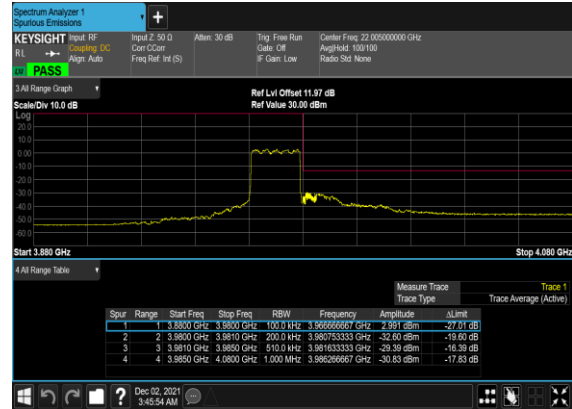 Spectrum Analyzer 1
Spurious Emissions
+
KEYSIGHT Input: RF Input Z: 50 Ω Atten: 30 dB Trig: Free Run Center Freq: 22.005000000 GHz
RL Coupling: DC Corr CCorr Gate: Off Avg|Hold: 100/100
Align: Auto Freq Ref: Int (S) IF Gain: Low Radio Std: None
PASS
3 All Range Graph
Ref Lvl Offset 11.97 dB
Scale/Div 10.0 dB Ref Value 30.00 dBm
Log
20.0
10.0
0.00
-10.0
-20.0
-30.0
-40.0
-50.0
-60.0
Start 3.880 GHz Stop 4.080 GHz
4 All Range Table
Measure Trace Trace 1
Trace Type Trace Average (Active)
Spur Range Start Freq Stop Freq RBW Frequency Amplitude ΔLimit
1 1 3.8800 GHz 3.9800 GHz 100.0 kHz 3.966666667 GHz 2.991 dBm -27.01 dB
2 2 3.9800 GHz 3.9810 GHz 200.0 kHz 3.980753333 GHz -32.60 dBm -19.60 dB
3 3 3.9810 GHz 3.9850 GHz 510.0 kHz 3.981633333 GHz -29.39 dBm -16.39 dB
4 4 3.9850 GHz 4.0800 GHz 1.000 MHz 3.986266667 GHz -30.83 dBm -17.83 dB
? Dec 02, 2021
3:45:54 AM